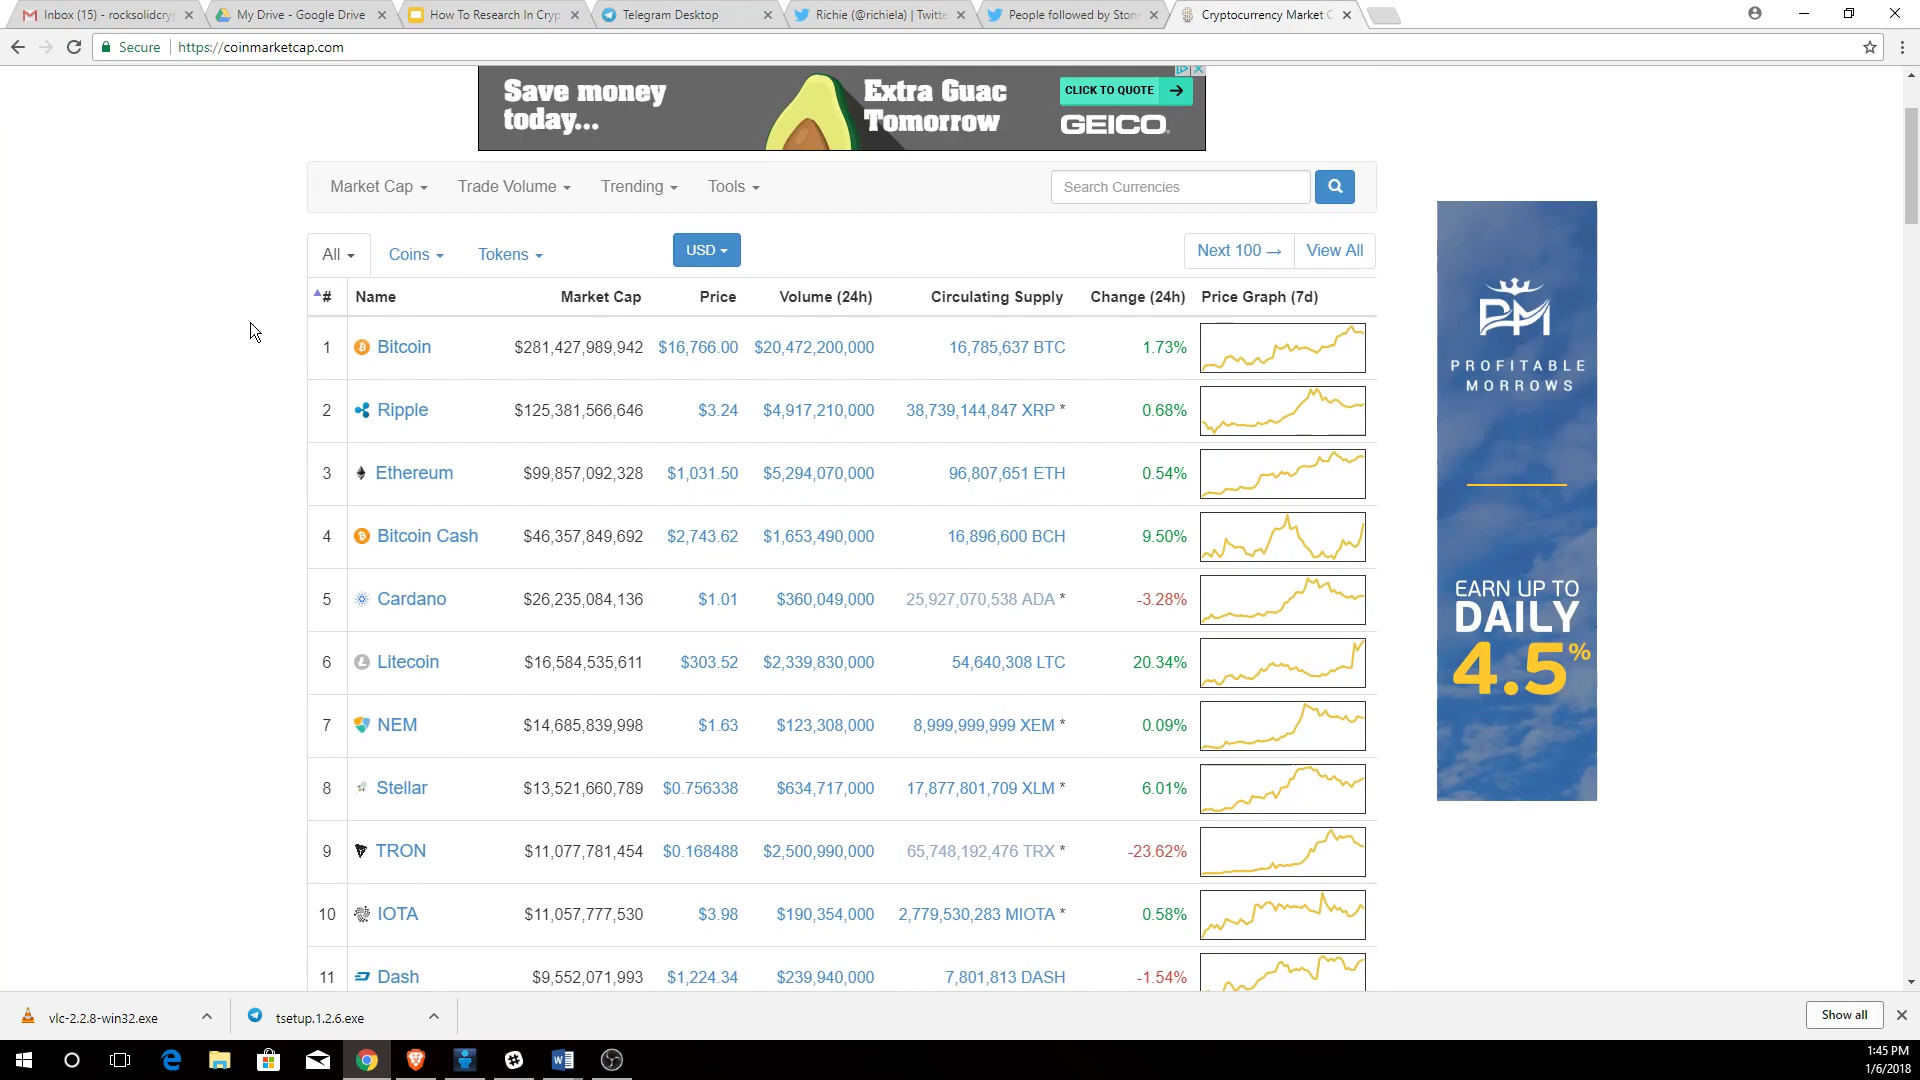 Inbox (15) - rocksolidcry
My Drive - Google Drive
How To Research In Cryp
Telegram Desktop
Richie (@richiela) | Twitte
People followed by Ston
Cryptocurrency Market C
Secure | https://coinmarketcap.com
Save money today...
Extra Guac Tomorrow
CLICK TO QUOTE →
GEICO
Market Cap Trade Volume Trending Tools Search Currencies
All Coins Tokens USD Next 100 → View All
# Name Market Cap Price Volume (24h) Circulating Supply Change (24h) Price Graph (7d)
1 Bitcoin $281,427,989,942 $16,766.00 $20,472,200,000 16,785,637 BTC 1.73%
2 Ripple $125,381,566,646 $3.24 $4,917,210,000 38,739,144,847 XRP * 0.68%
3 Ethereum $99,857,092,328 $1,031.50 $5,294,070,000 96,807,651 ETH 0.54%
4 Bitcoin Cash $46,357,849,692 $2,743.62 $1,653,490,000 16,896,600 BCH 9.50%
5 Cardano $26,235,084,136 $1.01 $360,049,000 25,927,070,538 ADA * -3.28%
6 Litecoin $16,584,535,611 $303.52 $2,339,830,000 54,640,308 LTC 20.34%
7 NEM $14,685,839,998 $1.63 $123,308,000 8,999,999,999 XEM * 0.09%
8 Stellar $13,521,660,789 $0.756338 $634,717,000 17,877,801,709 XLM * 6.01%
9 TRON $11,077,781,454 $0.168488 $2,500,990,000 65,748,192,476 TRX * -23.62%
10 IOTA $11,057,777,530 $3.98 $190,354,000 2,779,530,283 MIOTA * 0.58%
11 Dash $9,552,071,993 $1,224.34 $239,940,000 7,801,813 DASH -1.54%
PM
PROFITABLE
MORROWS
EARN UP TO
DAILY
4.5%
vlc-2.2.8-win32.exe
tsetup.1.2.6.exe
Show all
1:45 PM
1/6/2018